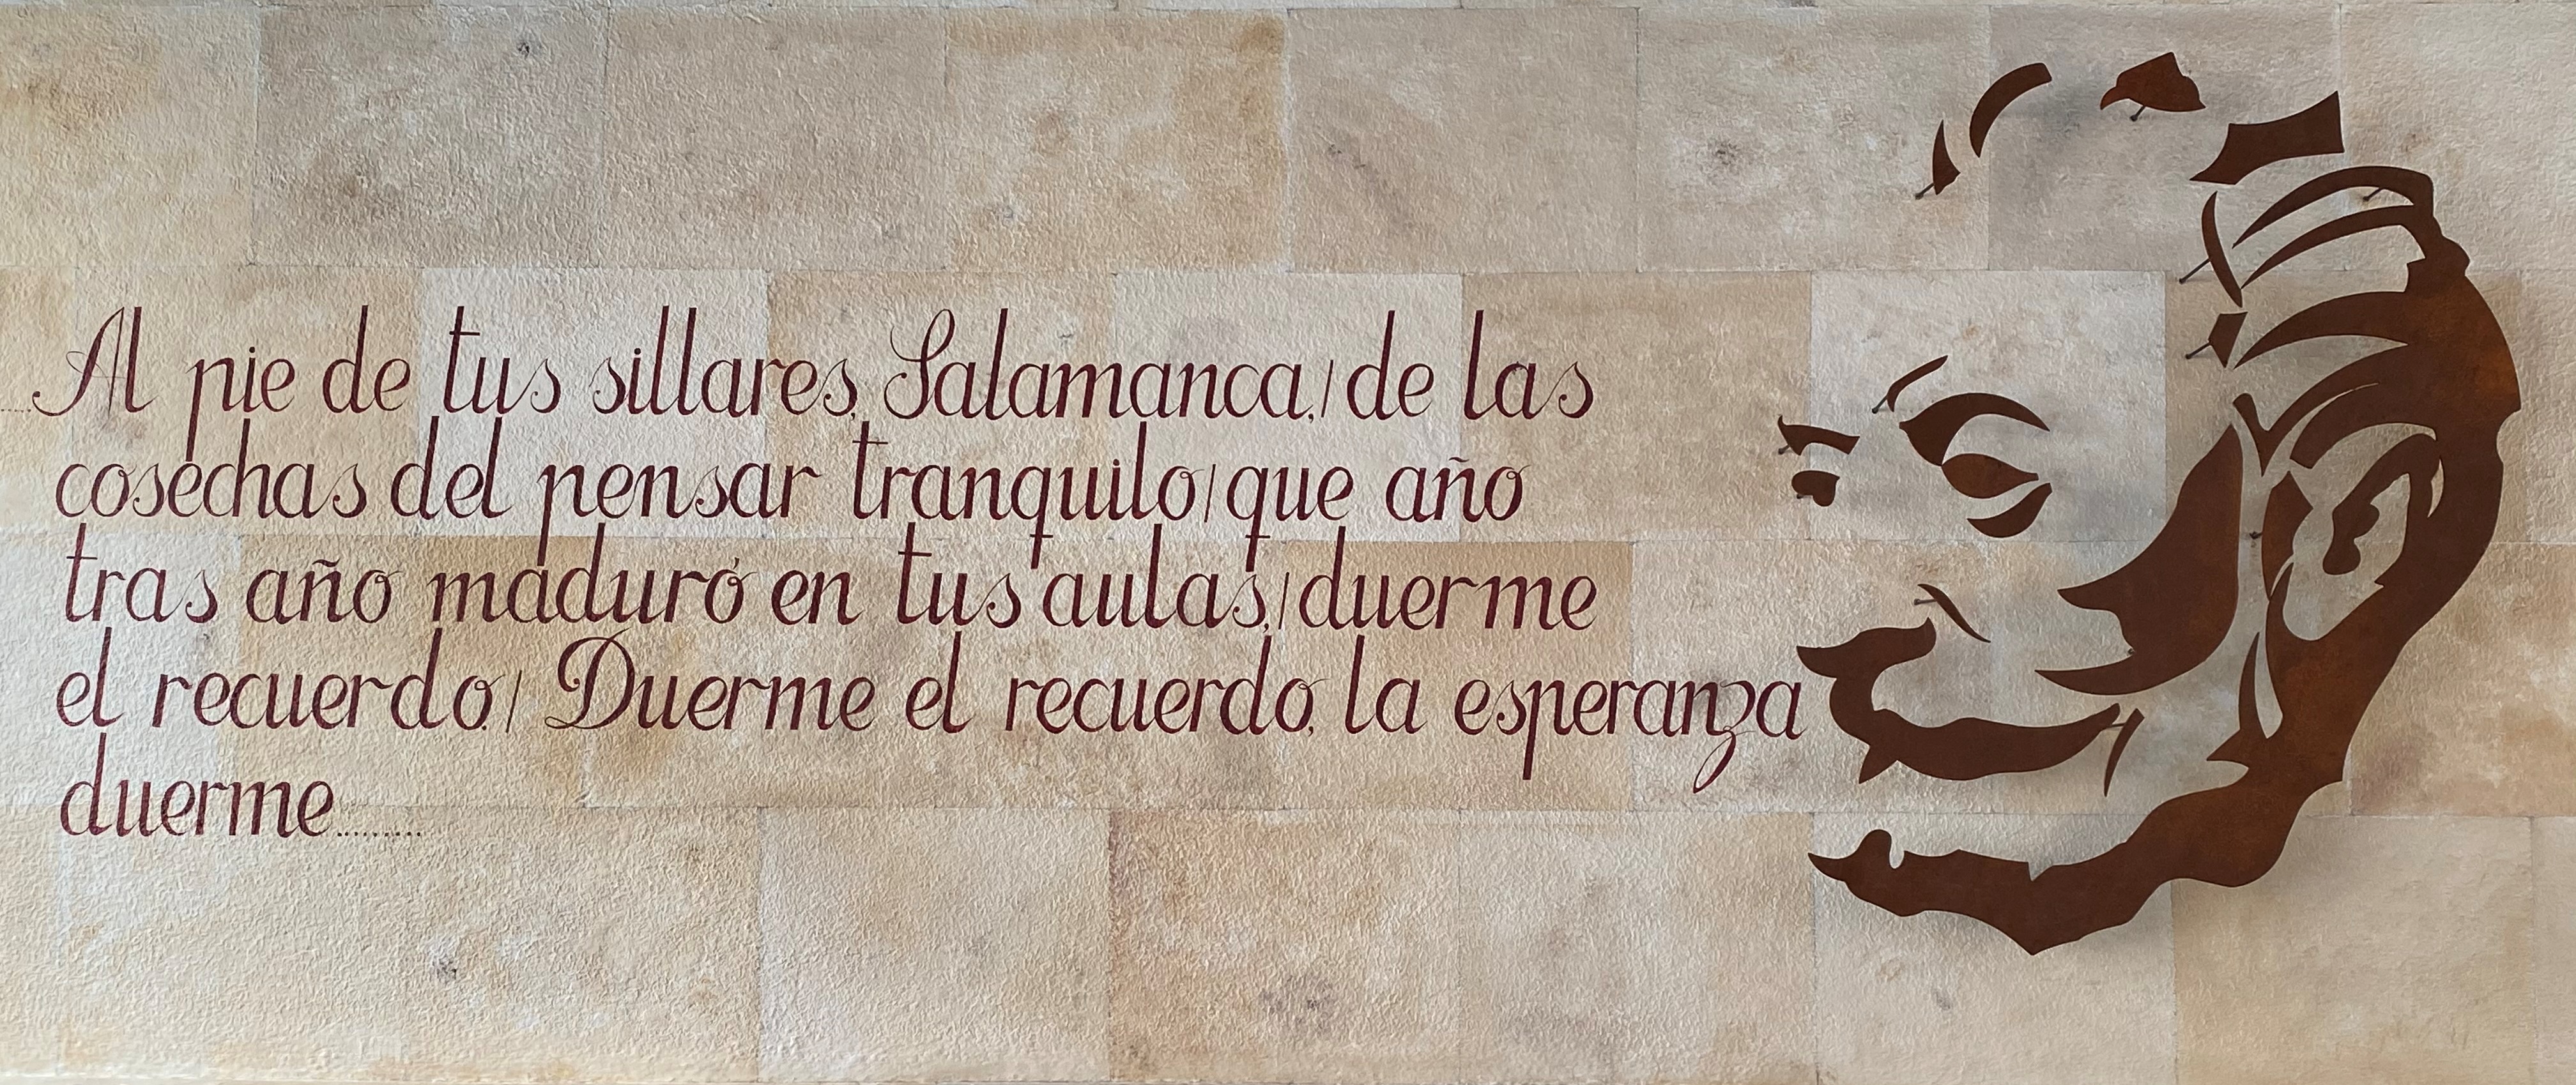 ....Al pie de tus sillares, Salamanca,/ de las
cosechas del pensar tranquilo/ que año
tras año maduró en tus aulas,/ duerme
el recuerdo./ Duerme el recuerdo, la esperanza
duerme.........